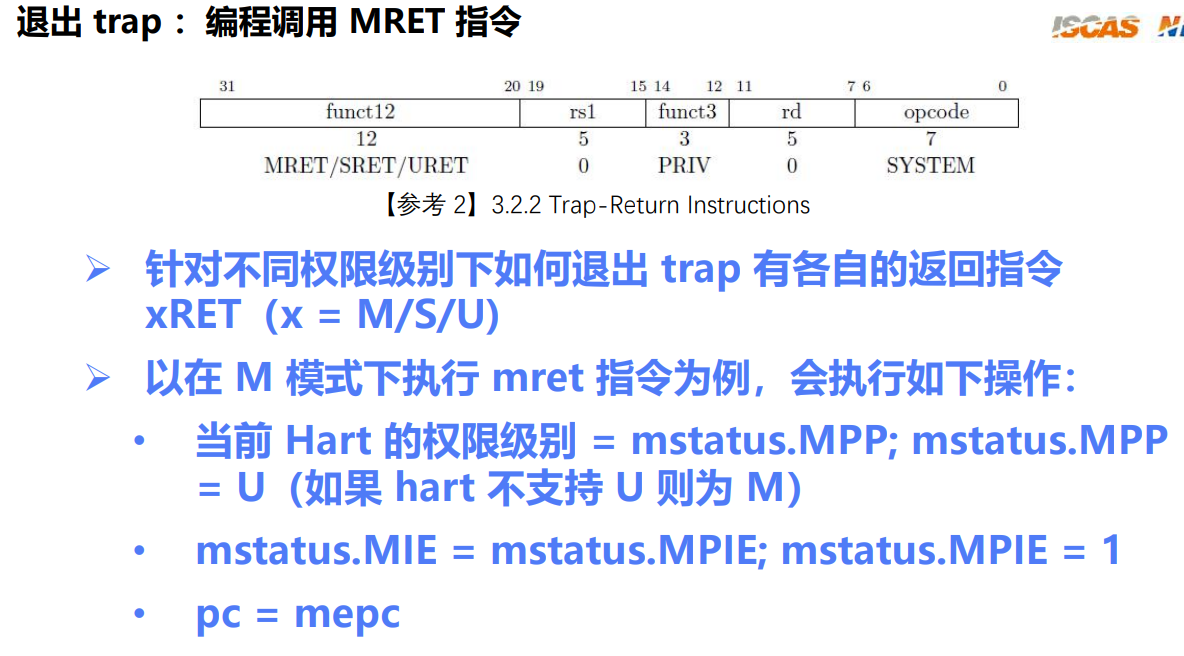 退出 trap ：编程调用 MRET 指令
ISCAS
31 20 19 15 14 12 11 7 6 0
funct12 rs1 funct3 rd opcode
12 5 3 5 7
MRET/SRET/URET 0 PRIV 0 SYSTEM
【参考 2】3.2.2 Trap-Return Instructions
➢ 针对不同权限级别下如何退出 trap 有各自的返回指令
xRET（x = M/S/U）
➢ 以在 M 模式下执行 mret 指令为例，会执行如下操作：
• 当前 Hart 的权限级别 = mstatus.MPP; mstatus.MPP
= U（如果 hart 不支持 U 则为 M）
• mstatus.MIE = mstatus.MPIE; mstatus.MPIE = 1
• pc = mepc